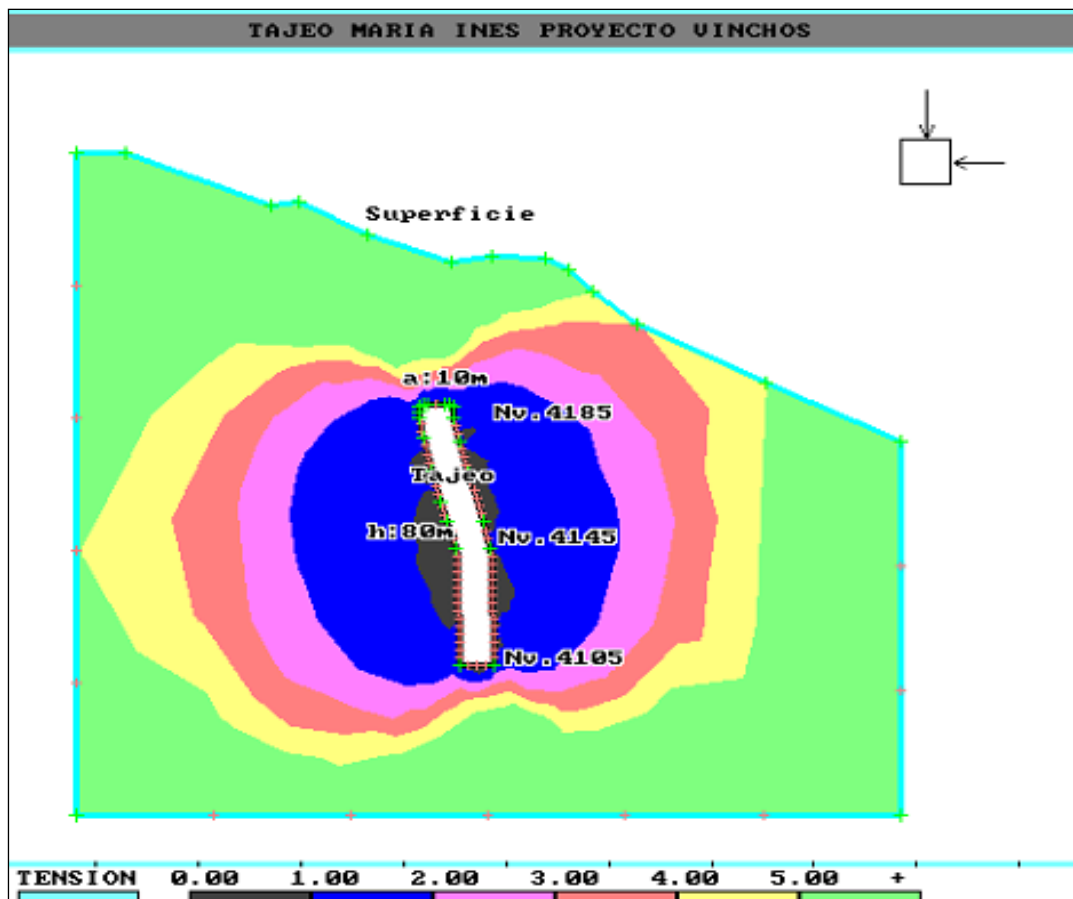 TAJEO MARIA INES PROYECTO VINCHOS
Superficie
a:10m
Nv.4185
Tajeo
h:80m
Nv.4145
Nv.4105
TENSION 0.00 1.00 2.00 3.00 4.00 5.00 +